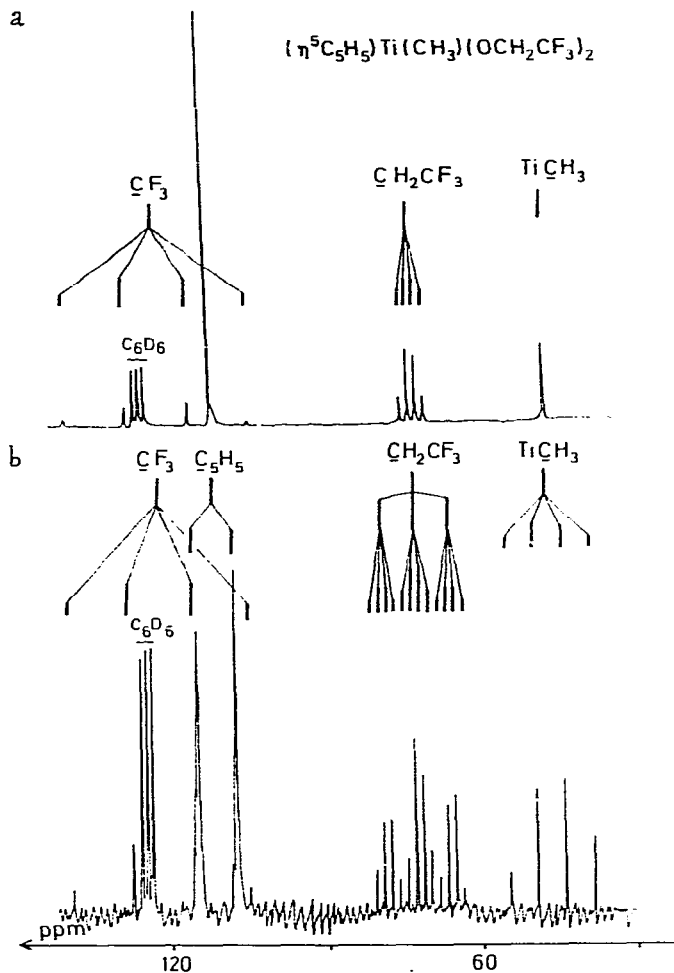 a
(η⁵C₅H₅)Ti(CH₃)(OCH₂CF₃)₂
CF₃
CH₂CF₃
TiCH₃
C₆D₆
b
CF₃
C₅H₅
CH₂CF₃
TiCH₃
C₆D₆
ppm
120
60